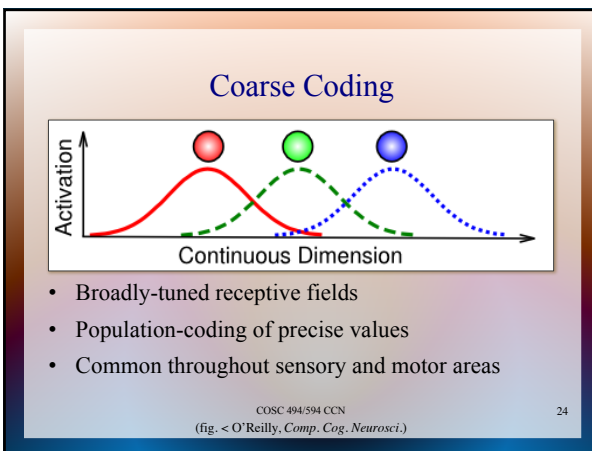 Coarse Coding
Activation
Continuous Dimension
• Broadly-tuned receptive fields
• Population-coding of precise values
• Common throughout sensory and motor areas
COSC 494/594 CCN
24
(fig. < O'Reilly, Comp. Cog. Neurosci.)